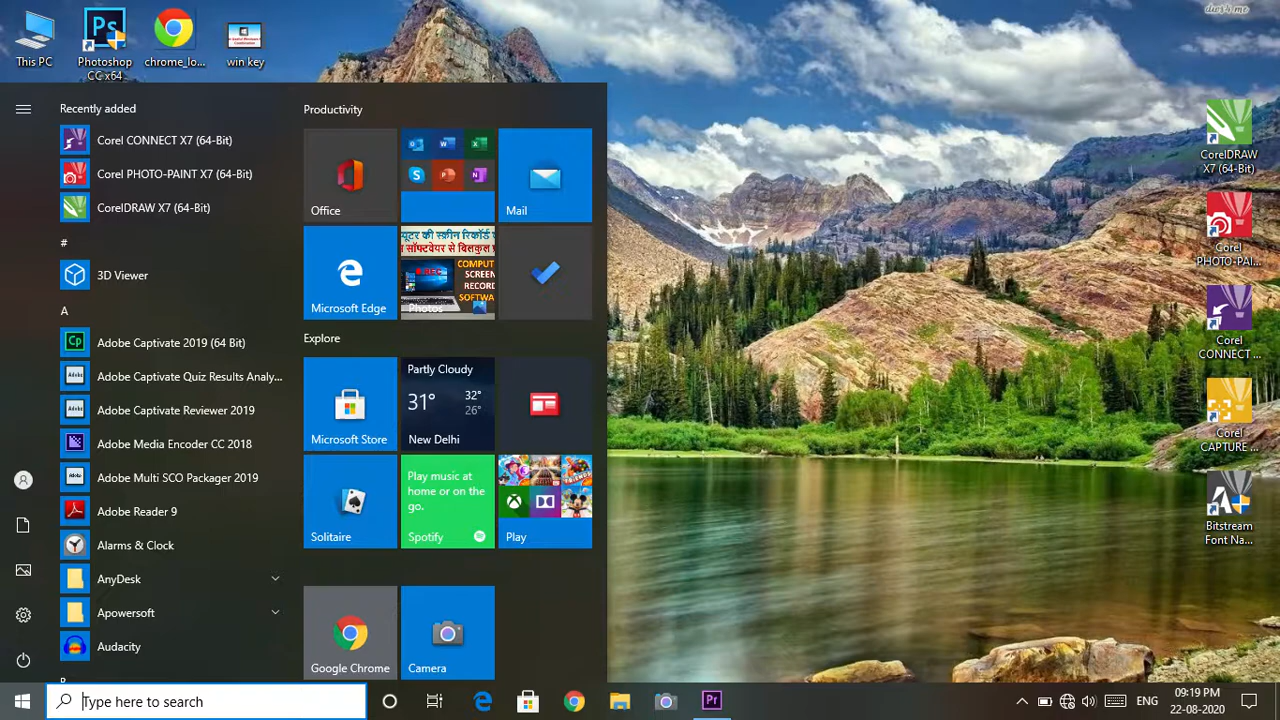 This PC
Photoshop
CC x64
chrome_lo...
win key
Recently added
Corel CONNECT X7 (64-Bit)
Corel PHOTO-PAINT X7 (64-Bit)
CorelDRAW X7 (64-Bit)
#
3D Viewer
A
Adobe Captivate 2019 (64 Bit)
Adobe Captivate Quiz Results Analy...
Adobe Captivate Reviewer 2019
Adobe Media Encoder CC 2018
Adobe Multi SCO Packager 2019
Adobe Reader 9
Alarms & Clock
AnyDesk
Apowersoft
Audacity
Productivity
Office
Mail
Microsoft Edge
यूटर की स्क्रीन रिकॉर्ड
सॉफ्टवेयर से बिलकुल
REC
COMPUT
SCREEN
RECORD
SOFTWA
Photos
Explore
Microsoft Store
Partly Cloudy
31°
32°
26°
New Delhi
Solitaire
Play music at
home or on the
go.
Spotify
Play
Google Chrome
Camera
CorelDRAW
X7 (64-Bit)
Corel
PHOTO-PAI...
Corel
CONNECT ...
Corel
CAPTURE ...
Bitstream
Font Na...
Type here to search
ENG
09:19 PM
22-08-2020